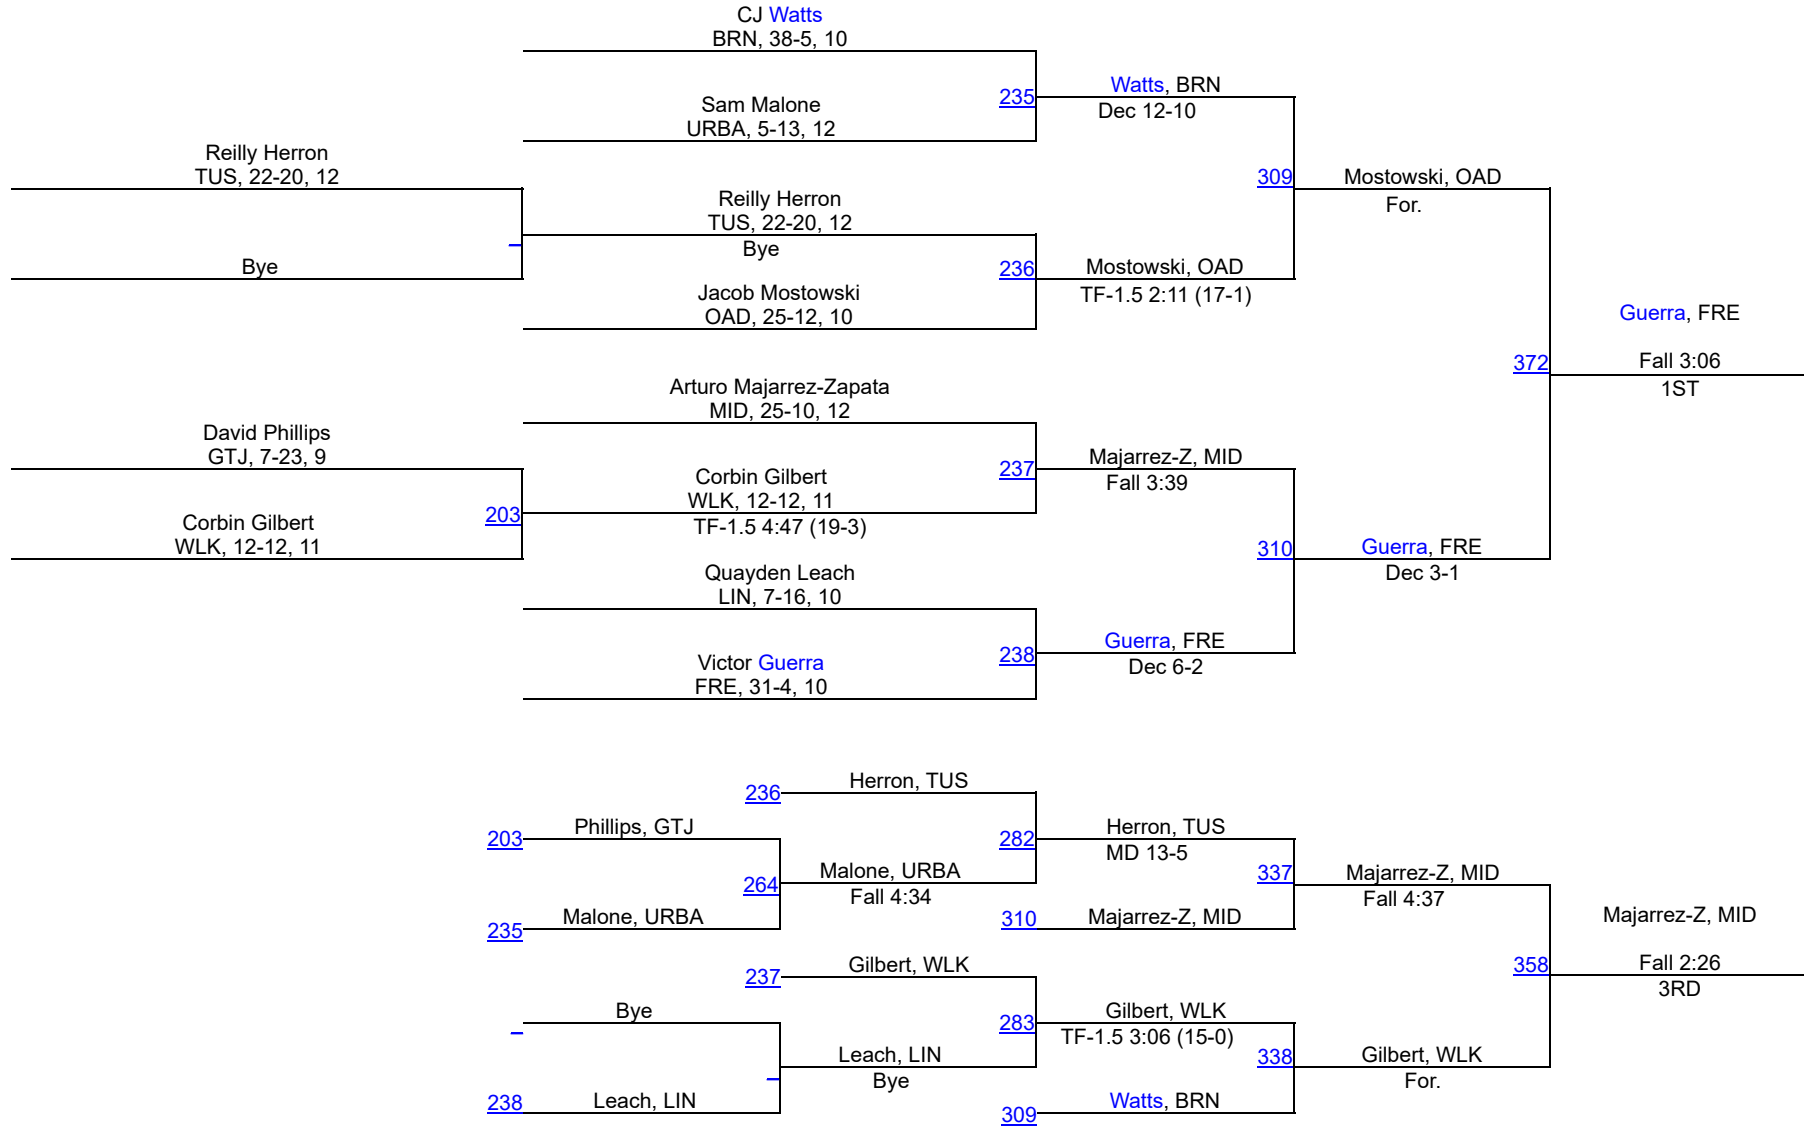 CJ Watts
BRN, 38-5, 10
235
Watts, BRN
Dec 12-10
Sam Malone
URBA, 5-13, 12
Reilly Herron
TUS, 22-20, 12
309
Mostowski, OAD
For.
Reilly Herron
TUS, 22-20, 12
Bye
Bye
236
Mostowski, OAD
TF-1.5 2:11 (17-1)
Jacob Mostowski
OAD, 25-12, 10
Guerra, FRE
372
Fall 3:06
1ST
Arturo Majarrez-Zapata
MID, 25-10, 12
David Phillips
GTJ, 7-23, 9
237
Majarrez-Z, MID
Fall 3:39
Corbin Gilbert
WLK, 12-12, 11
TF-1.5 4:47 (19-3)
203
Corbin Gilbert
WLK, 12-12, 11
310
Guerra, FRE
Dec 3-1
Quayden Leach
LIN, 7-16, 10
238
Guerra, FRE
Dec 6-2
Victor Guerra
FRE, 31-4, 10
236
Herron, TUS
203
Phillips, GTJ
282
Herron, TUS
MD 13-5
264
Malone, URBA
Fall 4:34
337
Majarrez-Z, MID
Fall 4:37
235
Malone, URBA
310
Majarrez-Z, MID
Majarrez-Z, MID
358
Fall 2:26
3RD
237
Gilbert, WLK
Bye
283
Gilbert, WLK
TF-1.5 3:06 (15-0)
Leach, LIN
Bye
338
Gilbert, WLK
For.
238
Leach, LIN
309
Watts, BRN